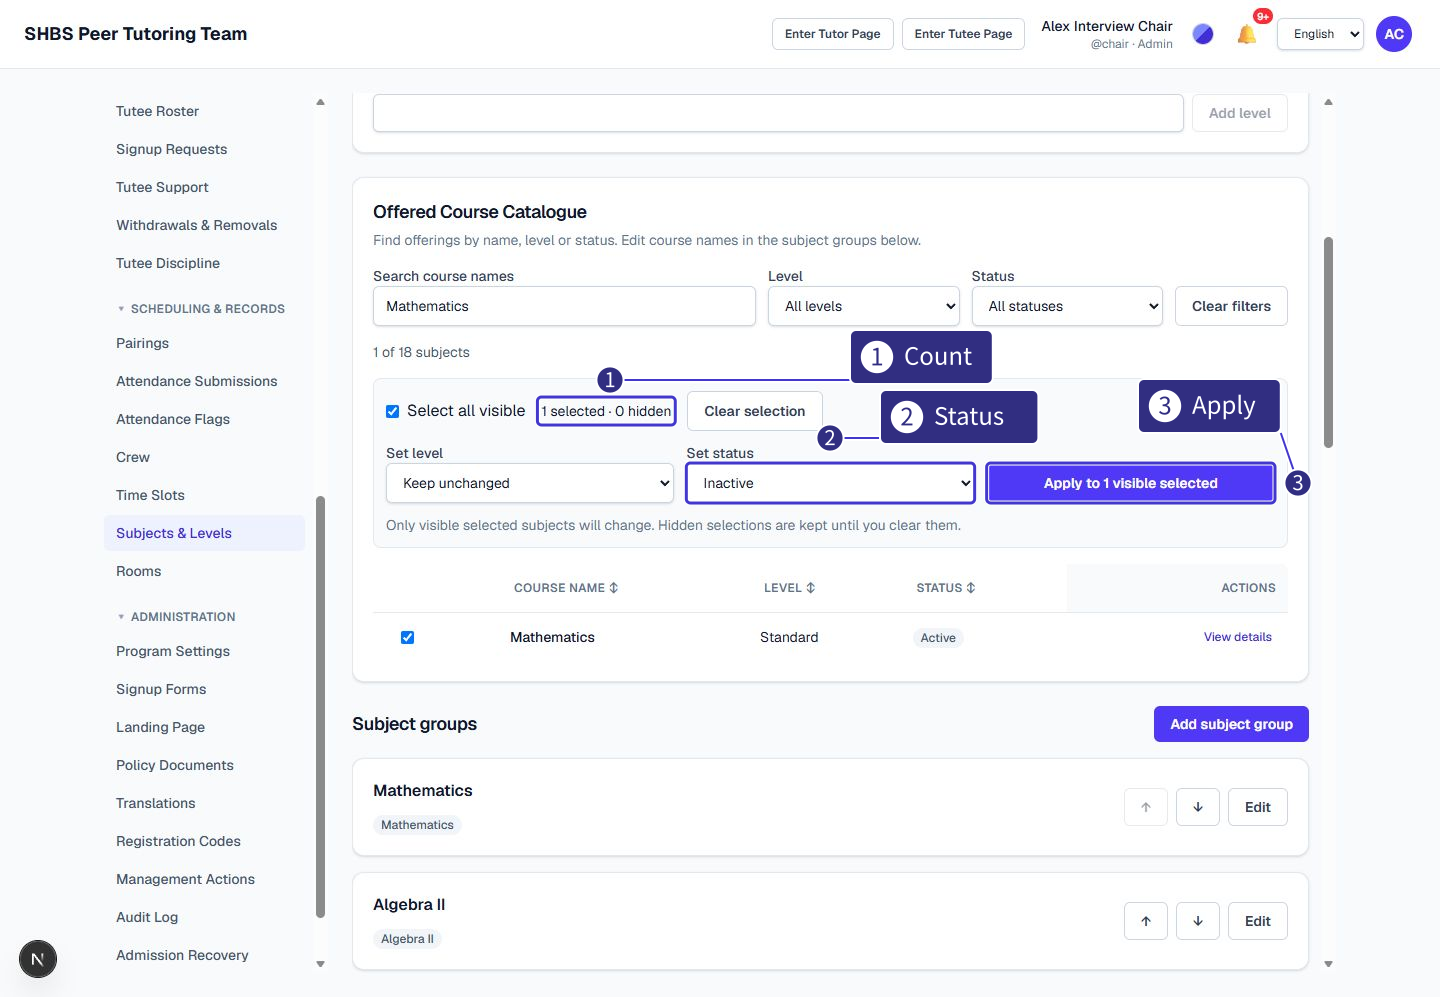 SHBS Peer Tutoring Team
Enter Tutor Page
Enter Tutee Page
Alex Interview Chair
@chair · Admin
9+
English
AC
Tutee Roster
Signup Requests
Tutee Support
Withdrawals & Removals
Tutee Discipline
SCHEDULING & RECORDS
Pairings
Attendance Submissions
Attendance Flags
Crew
Time Slots
Subjects & Levels
Rooms
ADMINISTRATION
Program Settings
Signup Forms
Landing Page
Policy Documents
Translations
Registration Codes
Management Actions
Audit Log
Admission Recovery
N
Add level
Offered Course Catalogue
Find offerings by name, level or status. Edit course names in the subject groups below.
Search course names
Level
Status
Mathematics
All levels
All statuses
Clear filters
1 of 18 subjects
1 Count
1
Select all visible
1 selected · 0 hidden
Clear selection
2 Status
2
3 Apply
3
Set level
Set status
Keep unchanged
Inactive
Apply to 1 visible selected
Only visible selected subjects will change. Hidden selections are kept until you clear them.
COURSE NAME
LEVEL
STATUS
ACTIONS
Mathematics
Standard
Active
View details
Subject groups
Add subject group
Mathematics
Mathematics
↑
↓
Edit
Algebra II
Algebra II
↑
↓
Edit